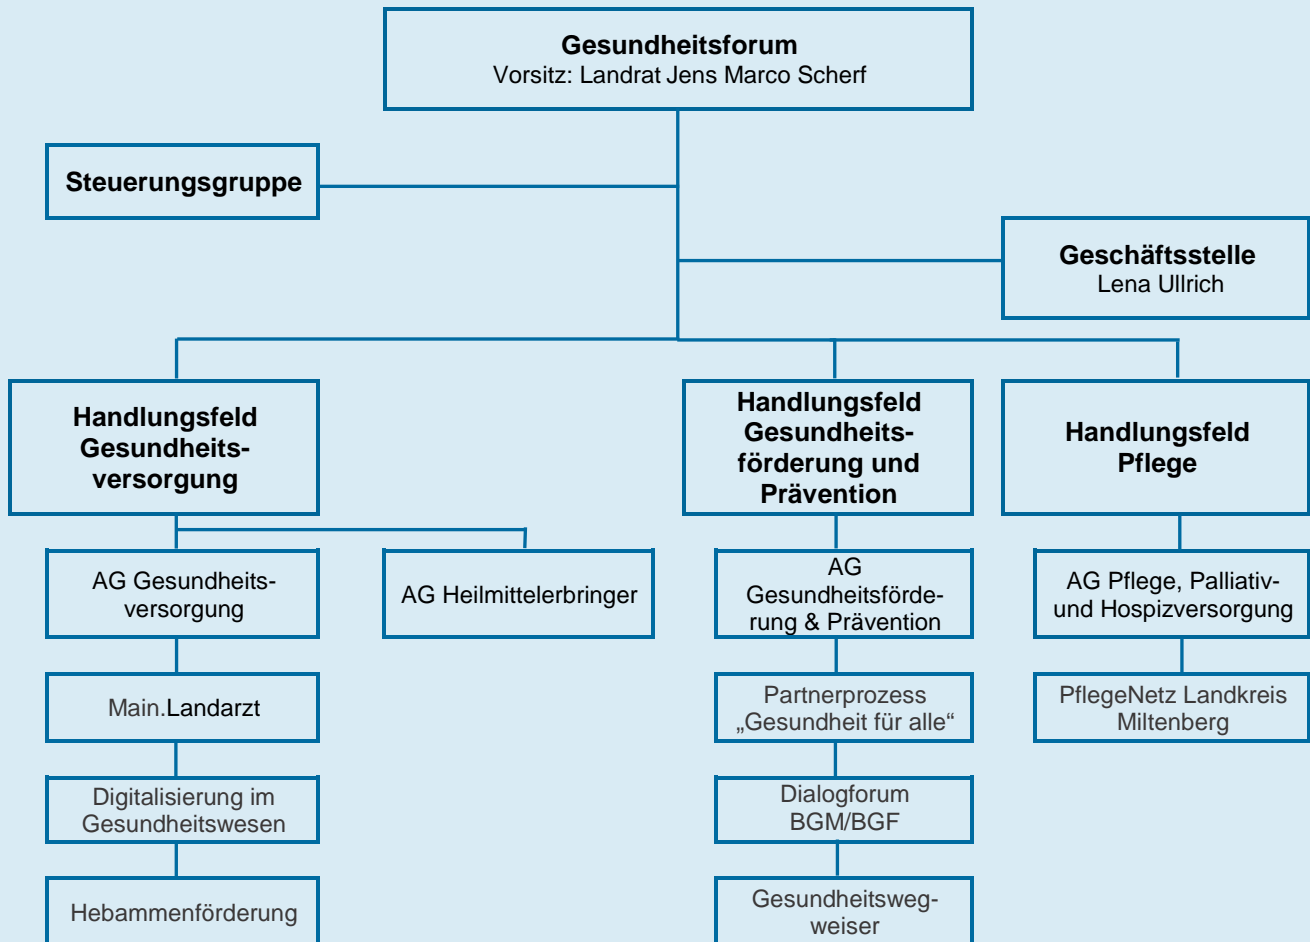 Gesundheitsforum
Vorsitz: Landrat Jens Marco Scherf
Steuerungsgruppe
Geschäftsstelle
Lena Ullrich
Handlungsfeld
Gesundheits-
versorgung
Handlungsfeld
Gesundheits-
förderung und
Prävention
Handlungsfeld
Pflege
AG Gesundheits-
versorgung
AG Heilmittelerbringer
AG
Gesundheitsförde-
rung & Prävention
AG Pflege, Palliativ-
und Hospizversorgung
Main.Landarzt
Partnerprozess
„Gesundheit für alle“
PflegeNetz Landkreis
Miltenberg
Digitalisierung im
Gesundheitswesen
Dialogforum
BGM/BGF
Hebammenförderung
Gesundheitsweg-
weiser